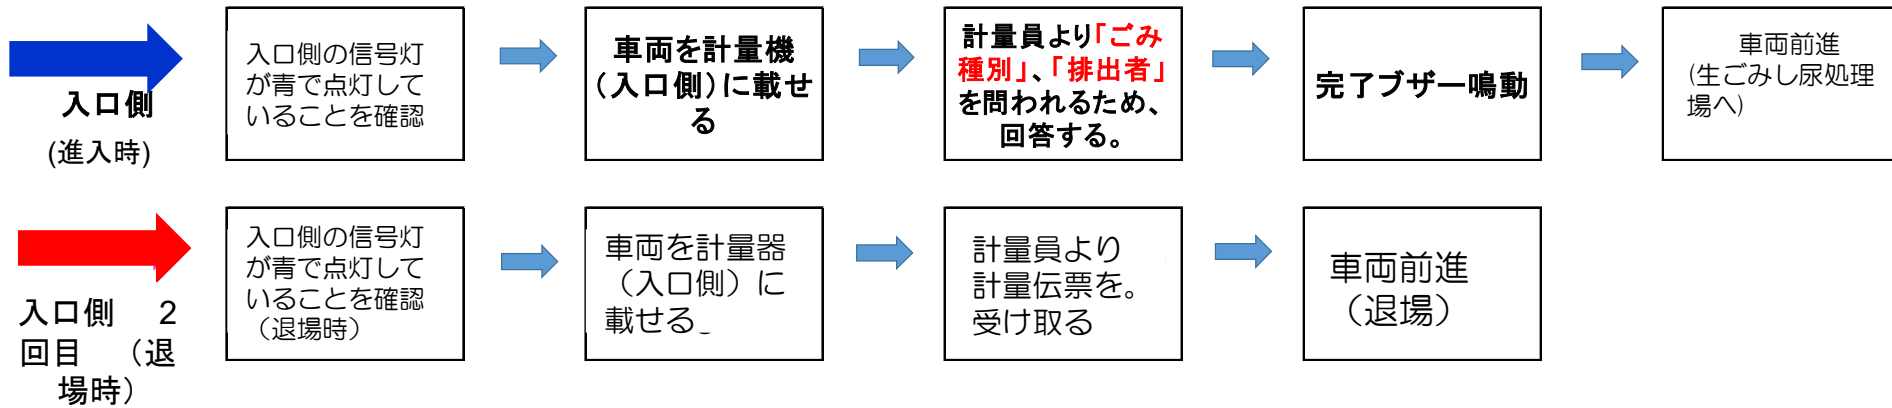 入口側
(進入時)
入口側の信号灯
が青で点灯して
いることを確認
車両を計量機
（入口側）に載せ
る
計量員より「ごみ
種別」、「排出者」
を問われるため、
回答する。
完了ブザー鳴動
車両前進
(生ごみし尿処理
場へ)
入口側　2
回目　（退
場時）
入口側の信号灯
が青で点灯して
いることを確認
（退場時）
車両を計量器
（入口側）に
載せる。
計量員より
計量伝票を。
受け取る
車両前進
（退場）